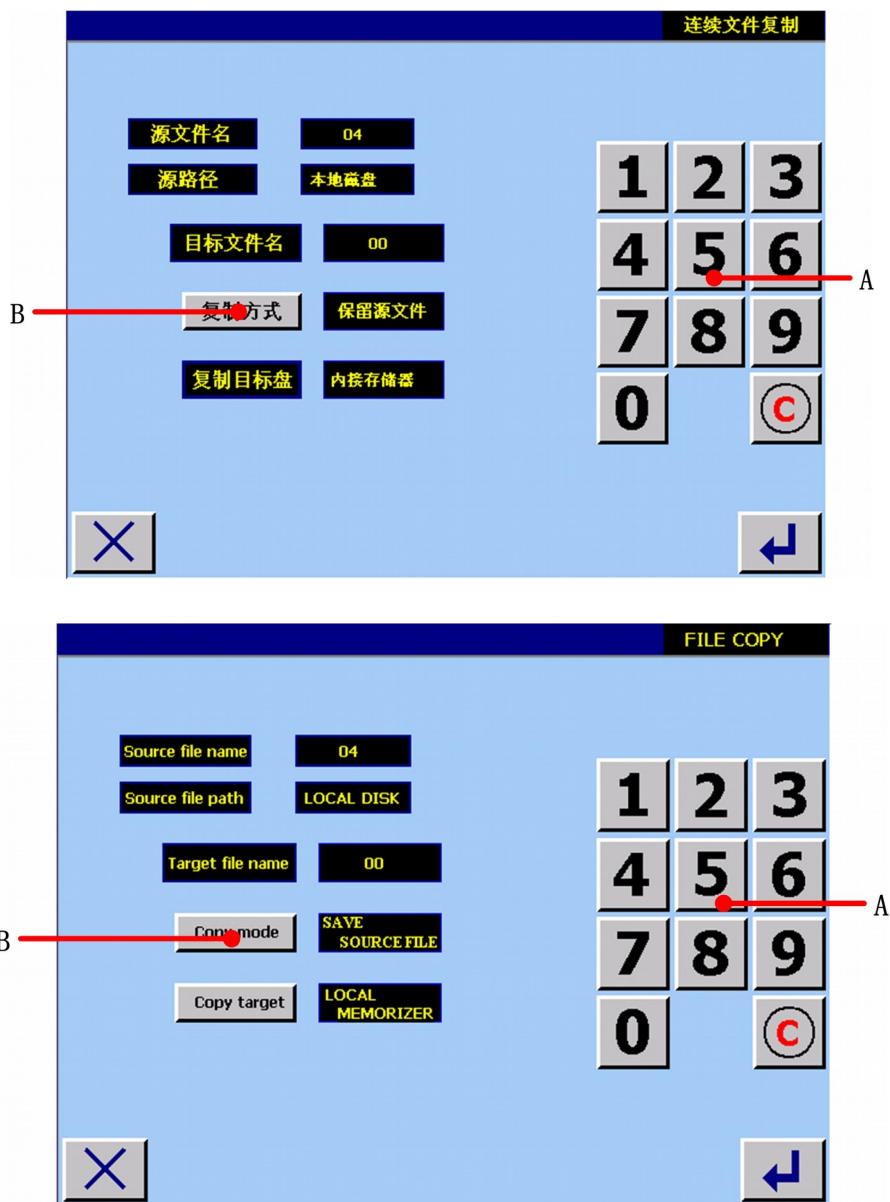 连续文件复制
源文件名 04
源路径 本地磁盘
目标文件名 00
复制方式 保留源文件
复制目标盘 内接存储器
1 2 3
4 5 6
7 8 9
0 C
A
B
FILE COPY
Source file name 04
Source file path LOCAL DISK
Target file name 00
Copy mode SAVE
SOURCE FILE
Copy target LOCAL
MEMORIZER
1 2 3
4 5 6
7 8 9
0 C
A
B